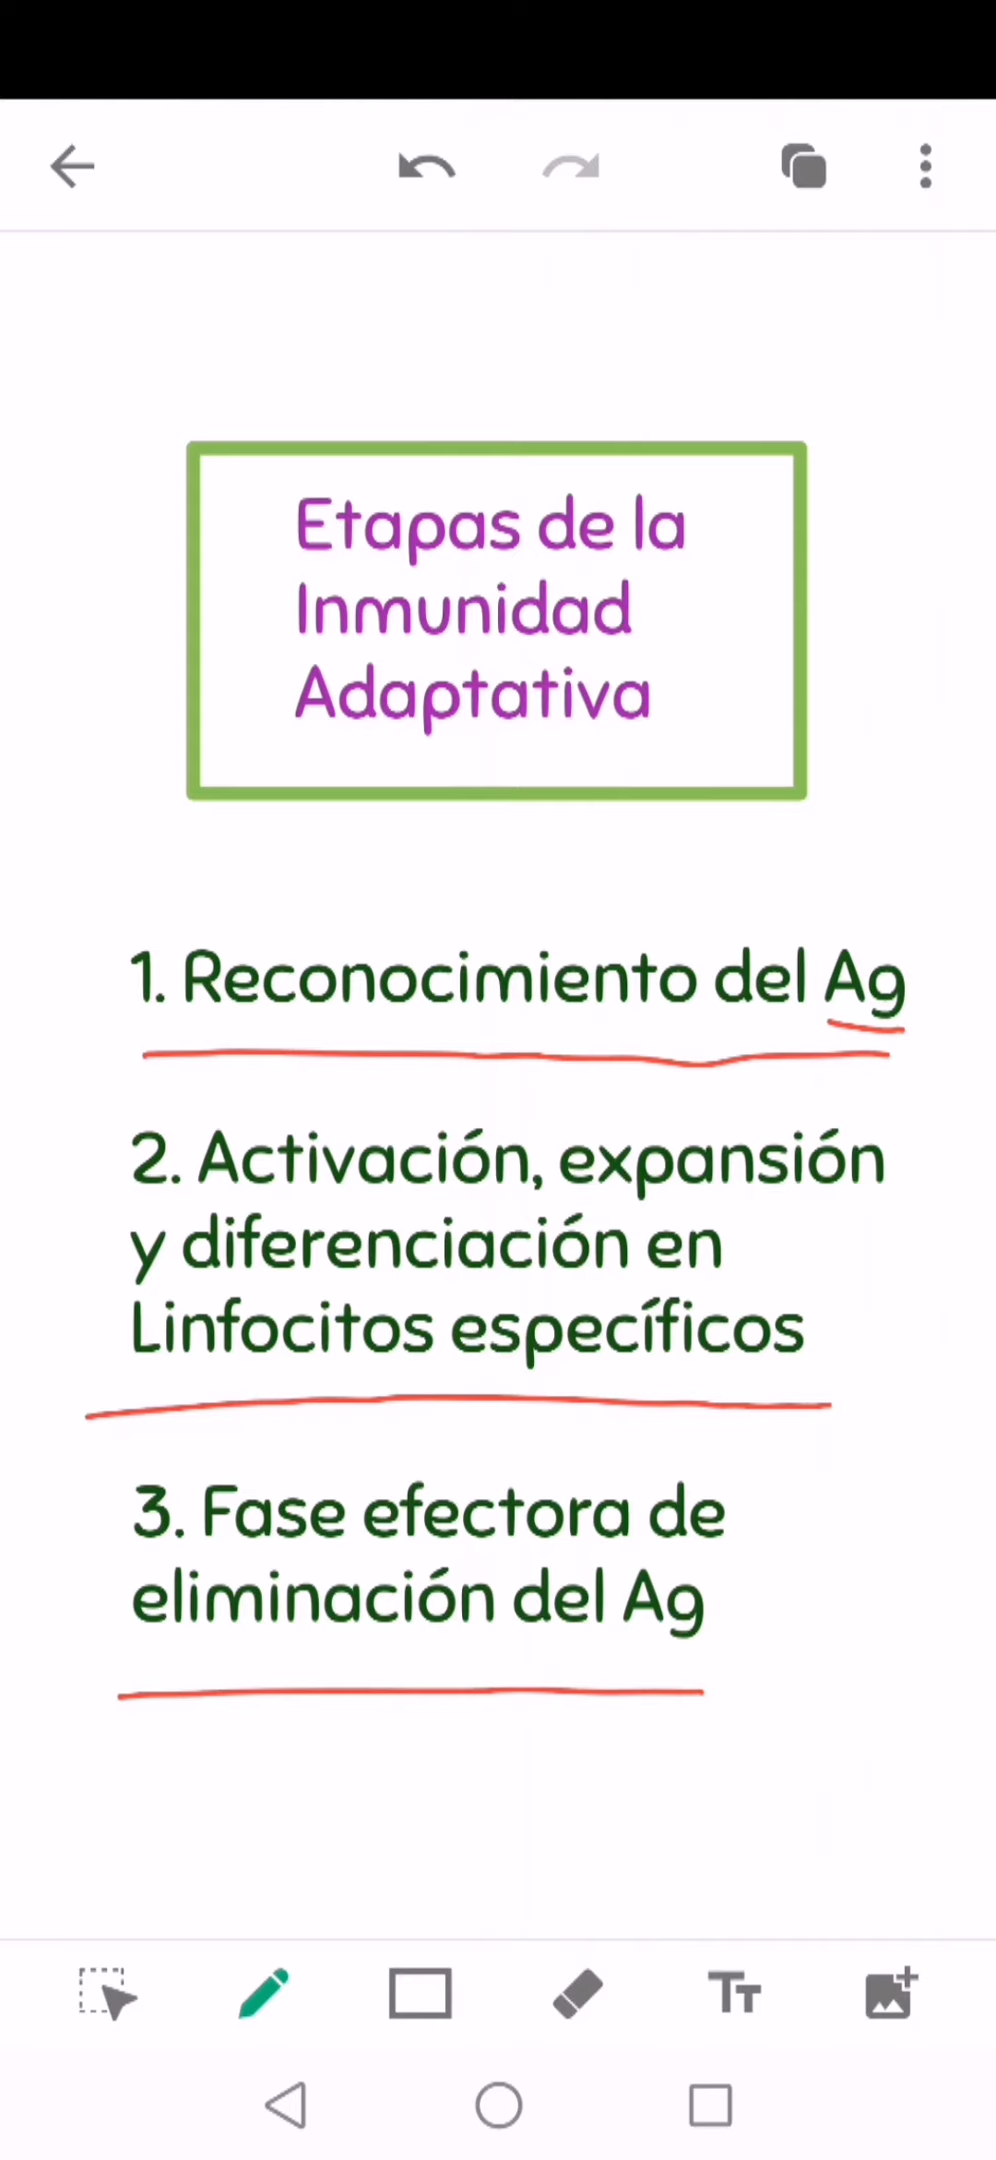 Etapas de la
Inmunidad
Adaptativa
1. Reconocimiento del Ag
2. Activación, expansión
y diferenciación en
Linfocitos específicos
3. Fase efectora de
eliminación del Ag